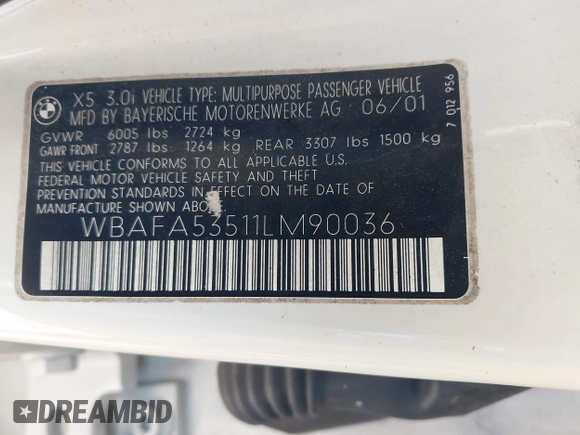 BMW
X5 3.0i VEHICLE TYPE: MULTIPURPOSE PASSENGER VEHICLE
MFD BY BAYERISCHE MOTORENWERKE AG 06/01
GVWR 6005 lbs 2724 kg
GAWR FRONT 2787 lbs 1264 kg REAR 3307 lbs 1500 kg
THIS VEHICLE CONFORMS TO ALL APPLICABLE U.S.
FEDERAL MOTOR VEHICLE SAFETY AND THEFT
PREVENTION STANDARDS IN EFFECT ON THE DATE OF
MANUFACTURE SHOWN ABOVE
WBAFA53511LM90036
7 012 956
DREAMBID